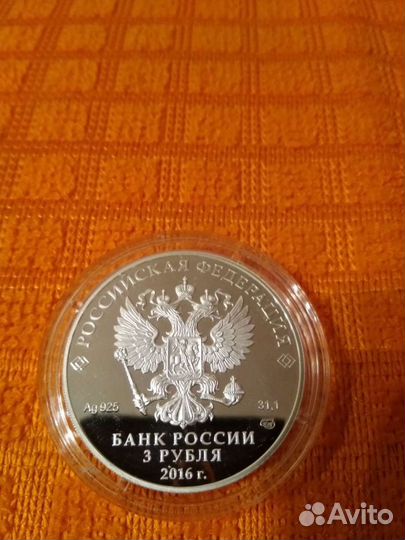 РОССИЙСКАЯ ФЕДЕРАЦИЯ
Ag 925
31,1
БАНК РОССИИ
3 РУБЛЯ
2016 г.
Avito